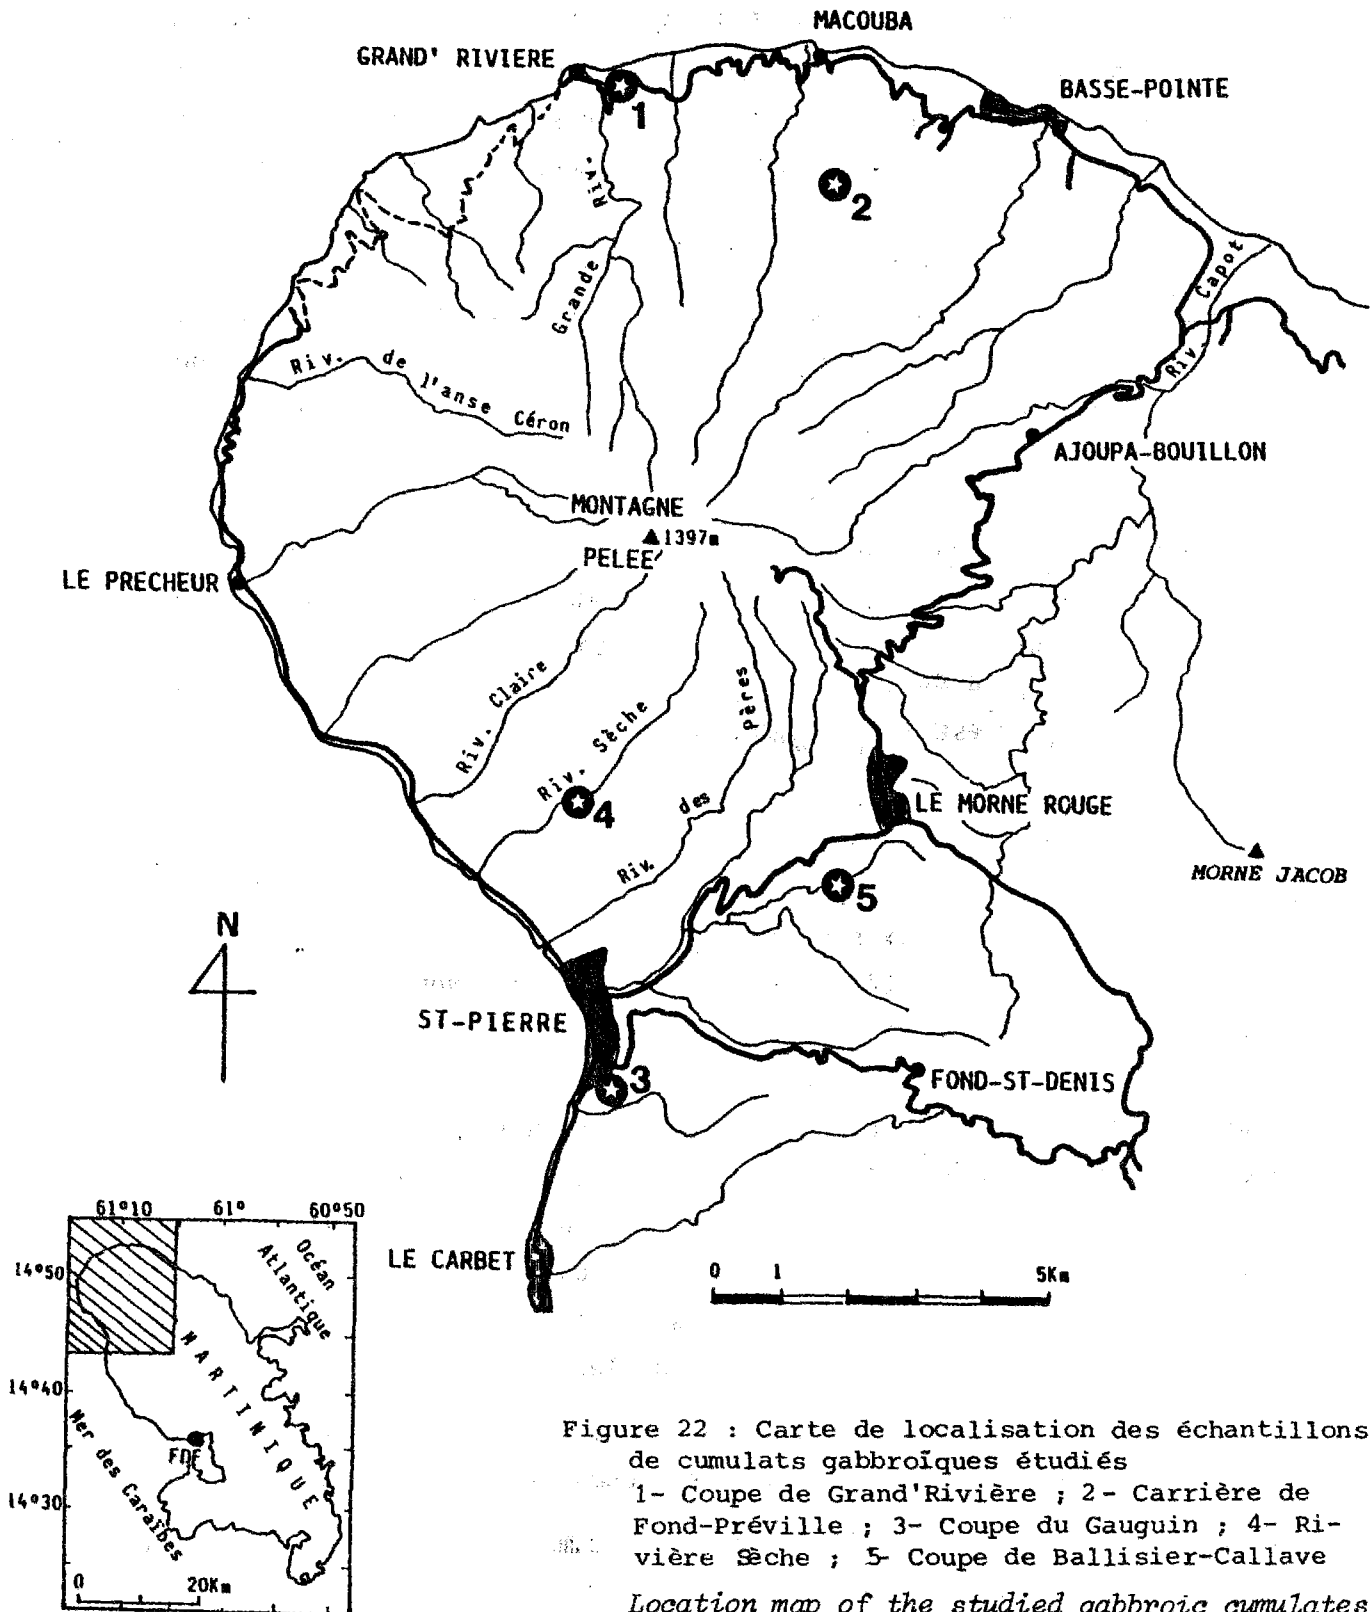 MACOUBA
GRAND' RIVIERE
BASSE-POINTE
1
2
Riv.
Grande
Capot
Riv.
Riv. de l'anse Céron
AJOUPA-BOUILLON
MONTAGNE
1397m
PELEE
LE PRECHEUR
Riv. Claire
Riv. Sèche
Pères
des
Riv.
4
LE MORNE ROUGE
MORNE JACOB
5
N
ST-PIERRE
3
FOND-ST-DENIS
LE CARBET
0 1 5Km
61°10 61° 60°50
14°50
14°40
14°30
Océan
Atlantique
MARTINIQUE
FDF
Mer des Caraïbes
0 20Km
Figure 22 : Carte de localisation des échantillons
de cumulats gabbroïques étudiés
1- Coupe de Grand'Rivière ; 2- Carrière de
Fond-Préville ; 3- Coupe du Gauguin ; 4- Ri-
vière Sèche ; 5- Coupe de Ballisier-Callave
Location map of the studied gabbroic cumulates